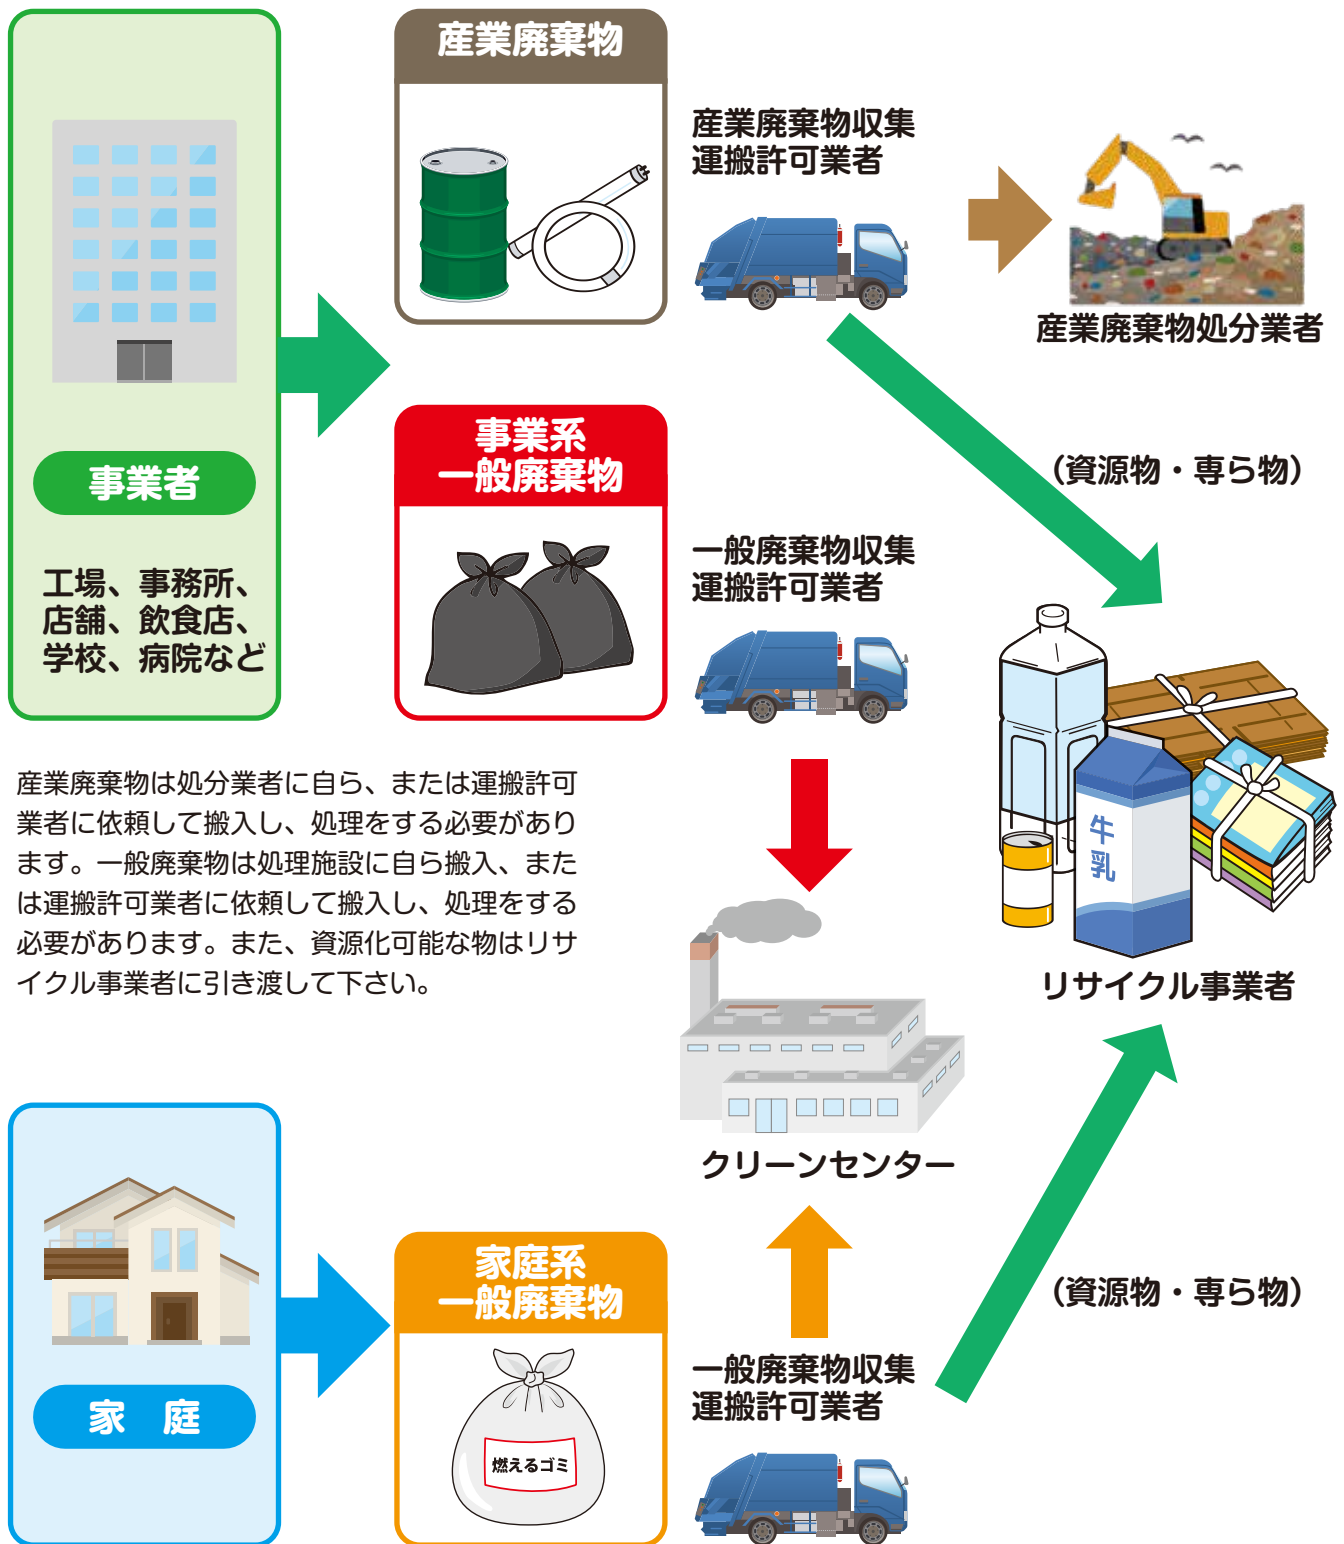 産業廃棄物
産業廃棄物収集
運搬許可業者
産業廃棄物処分業者
事業者
工場、事務所、
店舗、飲食店、
学校、病院など
事業系
一般廃棄物
一般廃棄物収集
運搬許可業者
（資源物・専ら物）
牛乳
リサイクル事業者
産業廃棄物は処分業者に自ら、または運搬許可
業者に依頼して搬入し、処理をする必要があり
ます。一般廃棄物は処理施設に自ら搬入、また
は運搬許可業者に依頼して搬入し、処理をする
必要があります。また、資源化可能な物はリサ
イクル事業者に引き渡して下さい。
クリーンセンター
家　庭
家庭系
一般廃棄物
燃えるゴミ
一般廃棄物収集
運搬許可業者
（資源物・専ら物）